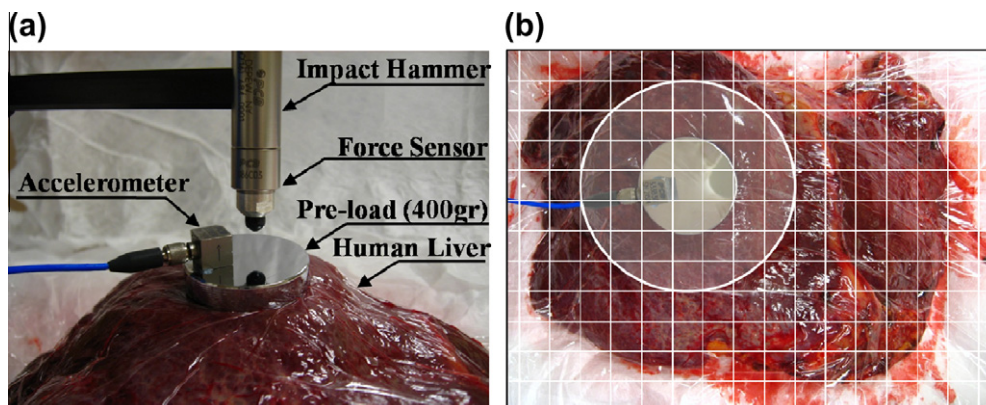 (a)
Impact Hammer
Force Sensor
Accelerometer
Pre-load (400gr)
Human Liver
(b)